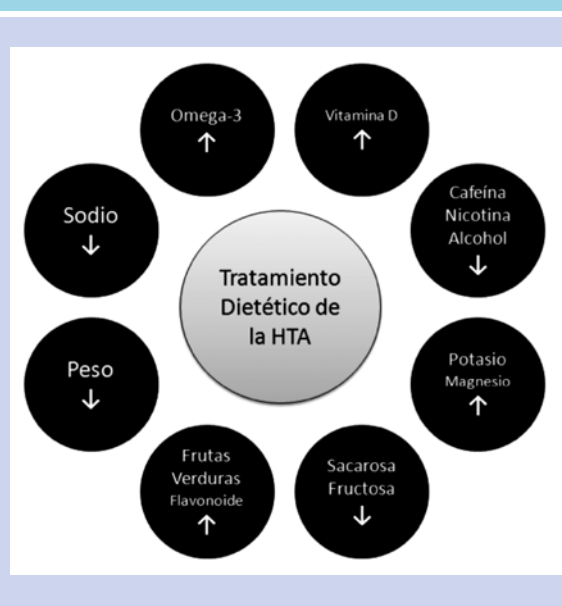 Omega-3
↑
Vitamina D
↑
Cafeína
Nicotina
Alcohol
↓
Potasio
Magnesio
↑
Sacarosa
Fructosa
↓
Frutas
Verduras
Flavonoide
↑
Peso
↓
Sodio
↓
Tratamiento
Dietético de
la HTA